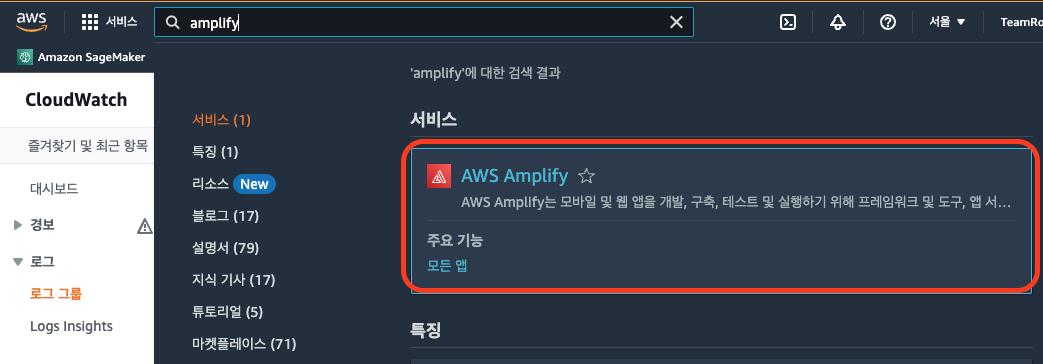 aws 서비스 amplify 서울 TeamRo
Amazon SageMaker
CloudWatch
즐겨찾기 및 최근 항목
대시보드
경보
로그
로그 그룹
Logs Insights
'amplify'에 대한 검색 결과
서비스 (1)
특징 (1)
리소스 New
블로그 (17)
설명서 (79)
지식 기사 (17)
튜토리얼 (5)
마켓플레이스 (71)
서비스
AWS Amplify
AWS Amplify는 모바일 및 웹 앱을 개발, 구축, 테스트 및 실행하기 위해 프레임워크 및 도구, 앱 서...
주요 기능
모든 앱
특징